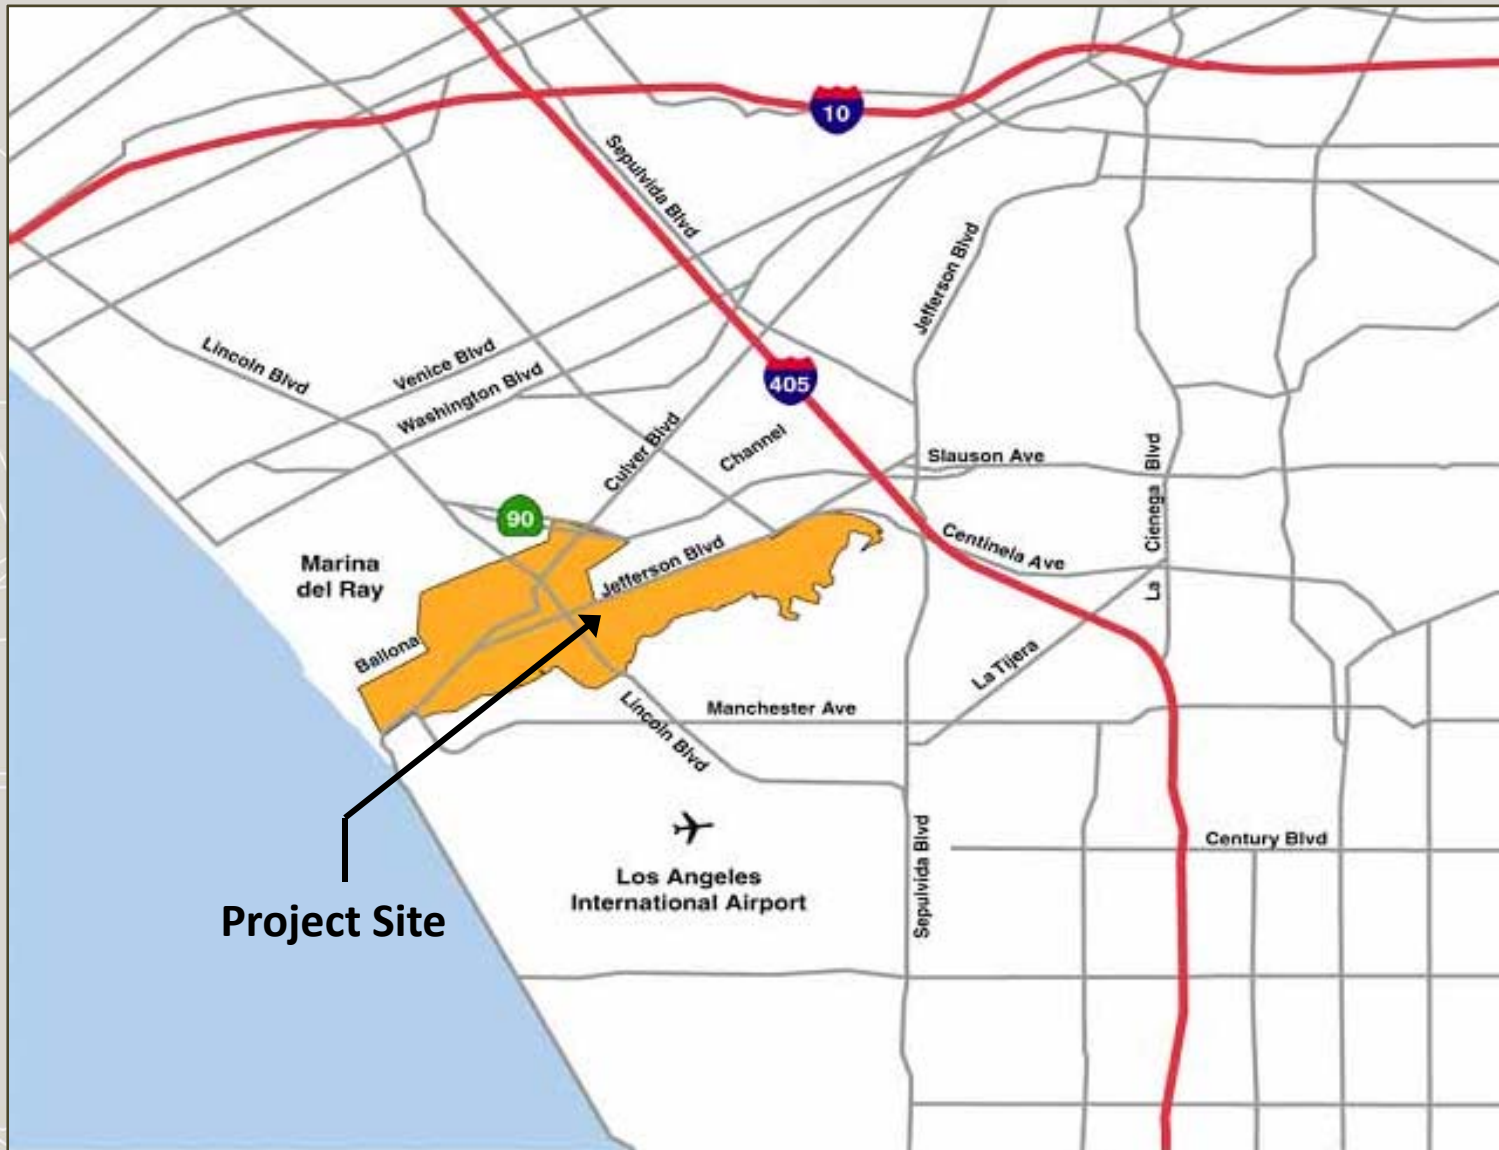 10
Sepulvida Blvd
Jefferson Blvd
Lincoln Blvd
Venice Blvd
Washington Blvd
405
Culver Blvd
Channel
Slauson Ave
La Cienega Blvd
90
Centinela Ave
Marina
del Ray
Jefferson Blvd
Ballona
La Tijera
Lincoln Blvd
Manchester Ave
Los Angeles
International Airport
Sepulvida Blvd
Century Blvd
Project Site